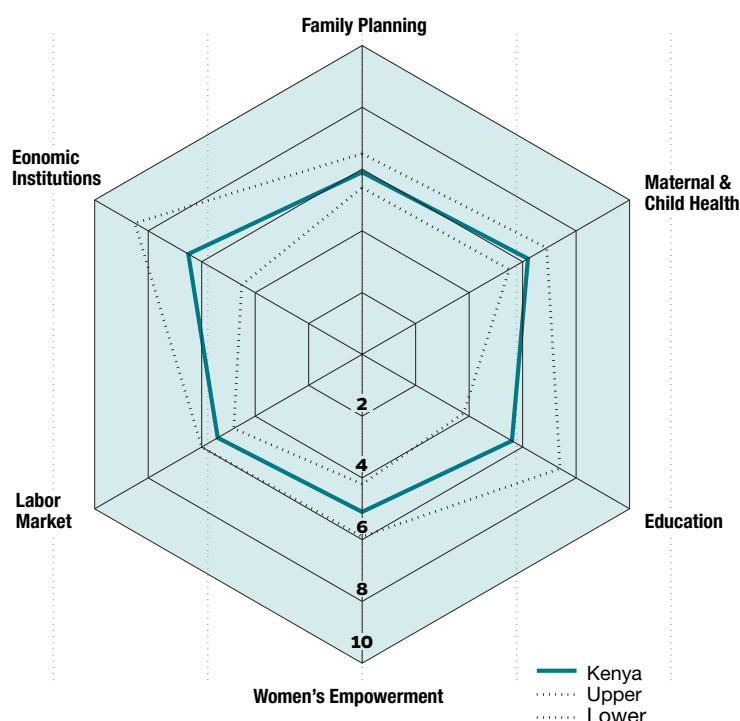 Family Planning
Eonomic
Institutions
Maternal &
Child Health
2
4
6
8
10
Labor
Market
Education
Women's Empowerment
Kenya
Upper
Lower